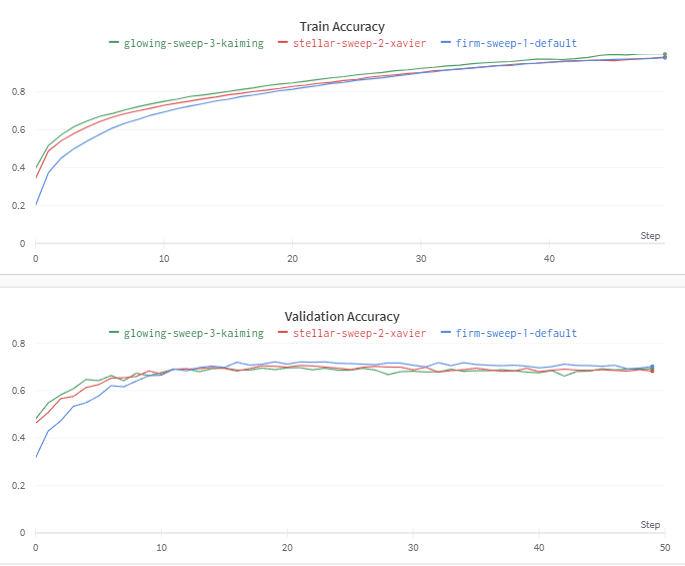 Train Accuracy
glowing-sweep-3-kaiming stellar-sweep-2-xavier firm-sweep-1-default
0.8
0.6
0.4
0.2
0
Step
0 10 20 30 40
Validation Accuracy
glowing-sweep-3-kaiming stellar-sweep-2-xavier firm-sweep-1-default
0.8
0.6
0.4
0.2
0
Step
0 10 20 30 40 50